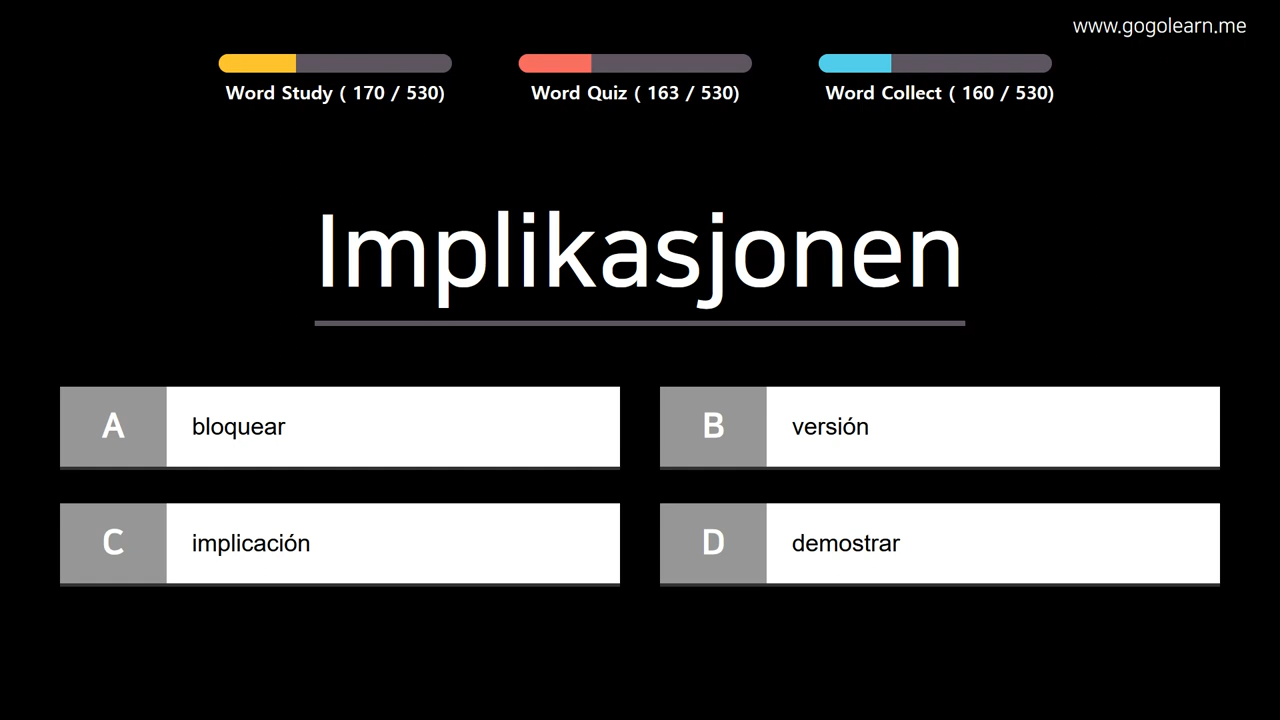 www.gogolearn.me
Word Study ( 170 / 530)
Word Quiz ( 163 / 530)
Word Collect ( 160 / 530)
Implikasjonen
A bloquear
B versión
C implicación
D demostrar